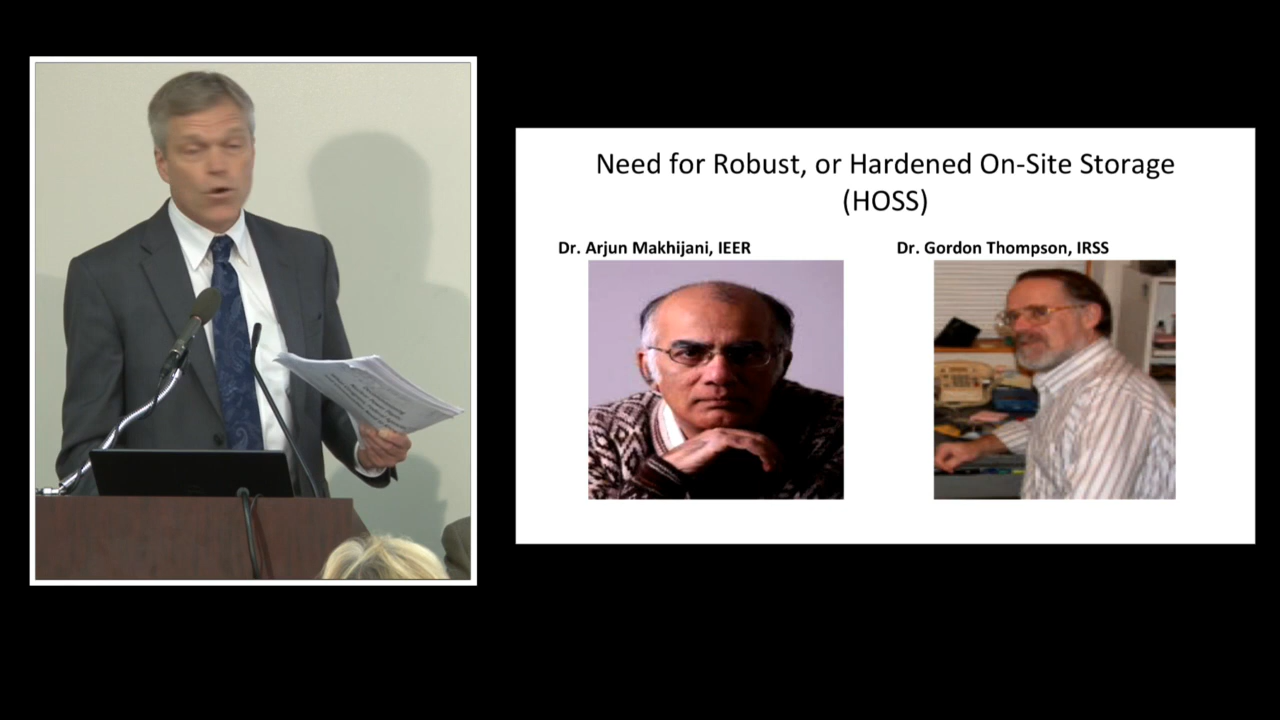 Need for Robust, or Hardened On-Site Storage
(HOSS)
Dr. Arjun Makhijani, IEER
Dr. Gordon Thompson, IRSS